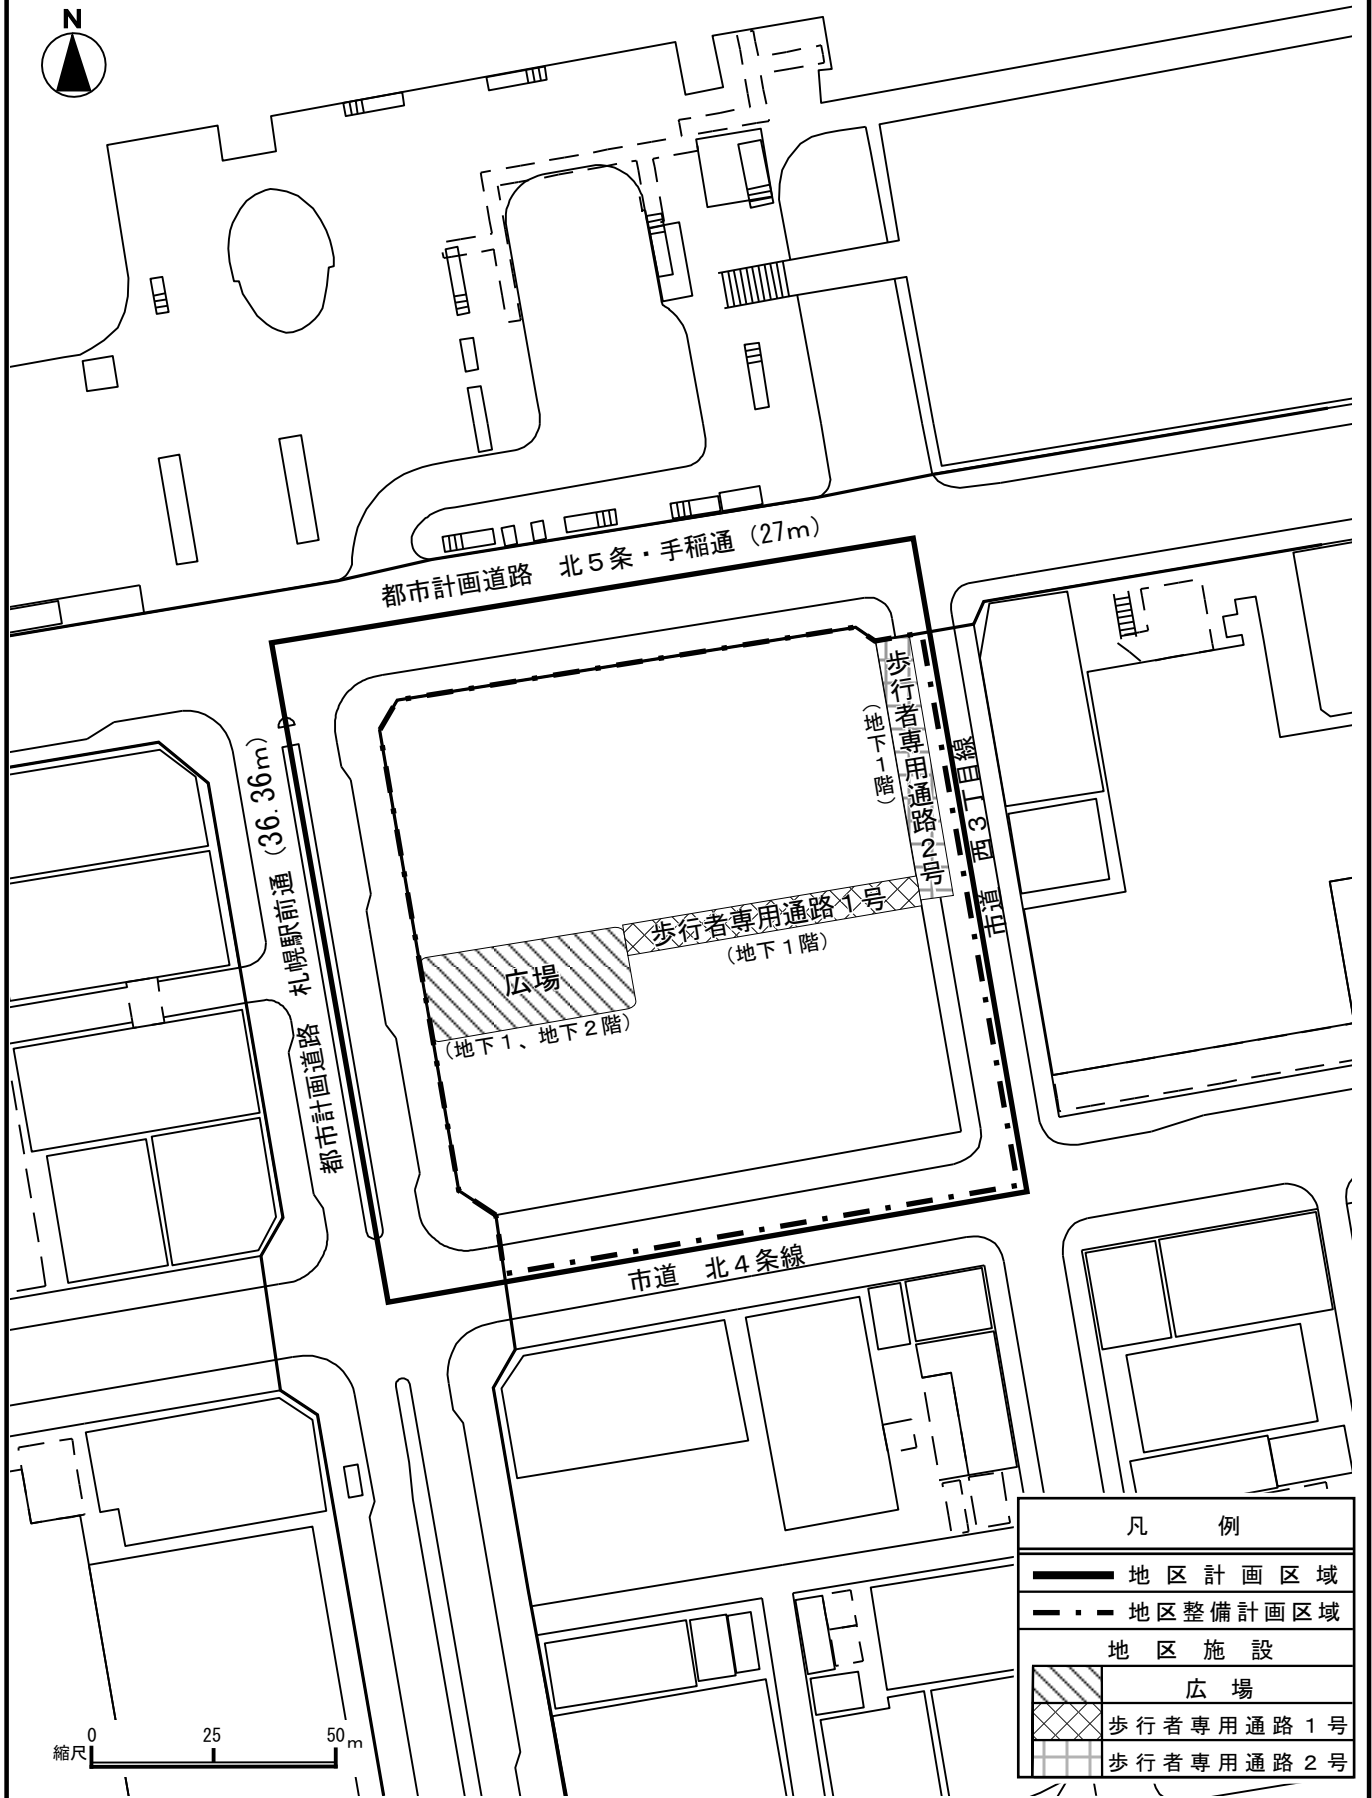 N
都市計画道路　北５条・手稲通（27ｍ）
都市計画道路　札幌駅前通（36.36ｍ）
歩行者専用通路２号
（地下１階）
市道　西３丁目線
歩行者専用通路１号
（地下１階）
広場
（地下１、地下２階）
市道　北４条線
凡　例
地区計画区域
地区整備計画区域
地区施設
広場
歩行者専用通路１号
歩行者専用通路２号
縮尺 0 25 50 ｍ